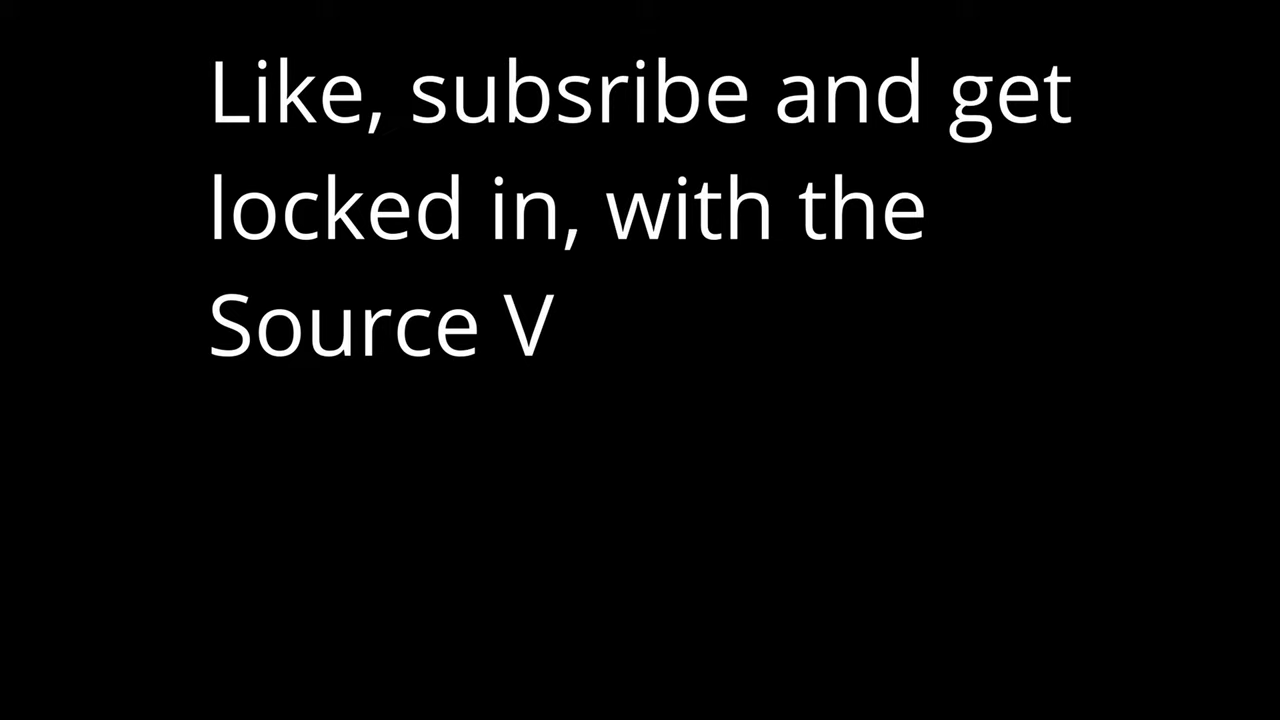 Like, subsribe and get
locked in, with the
Source V